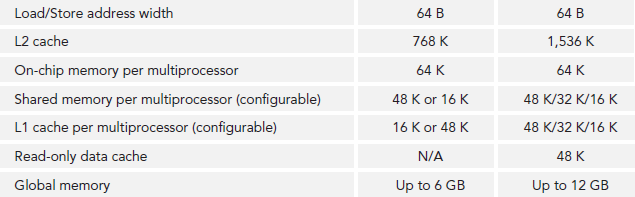 Load/Store address width 64 B 64 B
L2 cache 768 K 1,536 K
On-chip memory per multiprocessor 64 K 64 K
Shared memory per multiprocessor (configurable) 48 K or 16 K 48 K/32 K/16 K
L1 cache per multiprocessor (configurable) 16 K or 48 K 48 K/32 K/16 K
Read-only data cache N/A 48 K
Global memory Up to 6 GB Up to 12 GB